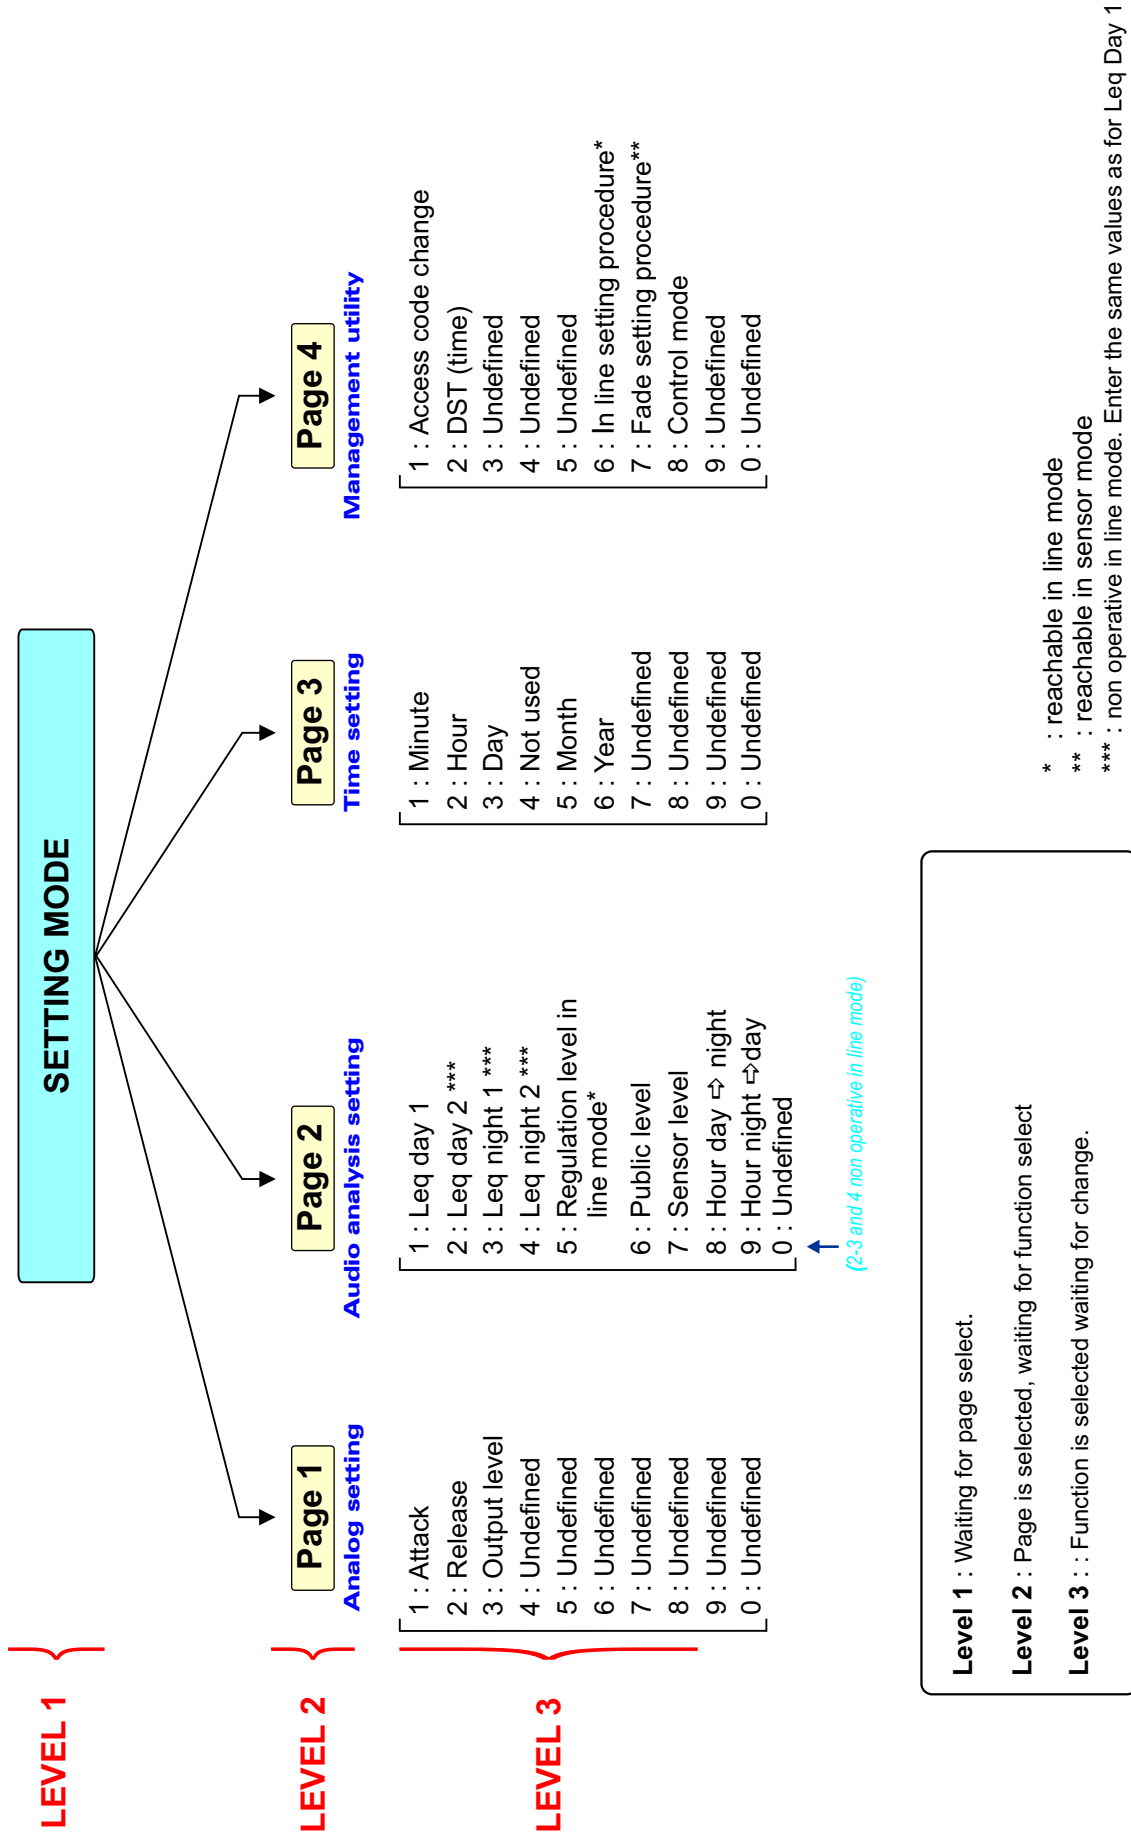 SETTING MODE
LEVEL 1
LEVEL 2
LEVEL 3
Page 1
Analog setting
1 : Attack
2 : Release
3 : Output level
4 : Undefined
5 : Undefined
6 : Undefined
7 : Undefined
8 : Undefined
9 : Undefined
0 : Undefined
Page 2
Audio analysis setting
1 : Leq day 1
2 : Leq day 2 ***
3 : Leq night 1 ***
4 : Leq night 2 ***
5 : Regulation level in
line mode*
6 : Public level
7 : Sensor level
8 : Hour day ➪ night
9 : Hour night ➪day
0 : Undefined
(2-3 and 4 non operative in line mode)
Page 3
Time setting
1 : Minute
2 : Hour
3 : Day
4 : Not used
5 : Month
6 : Year
7 : Undefined
8 : Undefined
9 : Undefined
0 : Undefined
Page 4
Management utility
1 : Access code change
2 : DST (time)
3 : Undefined
4 : Undefined
5 : Undefined
6 : In line setting procedure*
7 : Fade setting procedure**
8 : Control mode
9 : Undefined
0 : Undefined
Level 1 : Waiting for page select.
Level 2 : Page is selected, waiting for function select
Level 3 : : Function is selected waiting for change.
* : reachable in line mode
** : reachable in sensor mode
*** : non operative in line mode. Enter the same values as for Leq Day 1